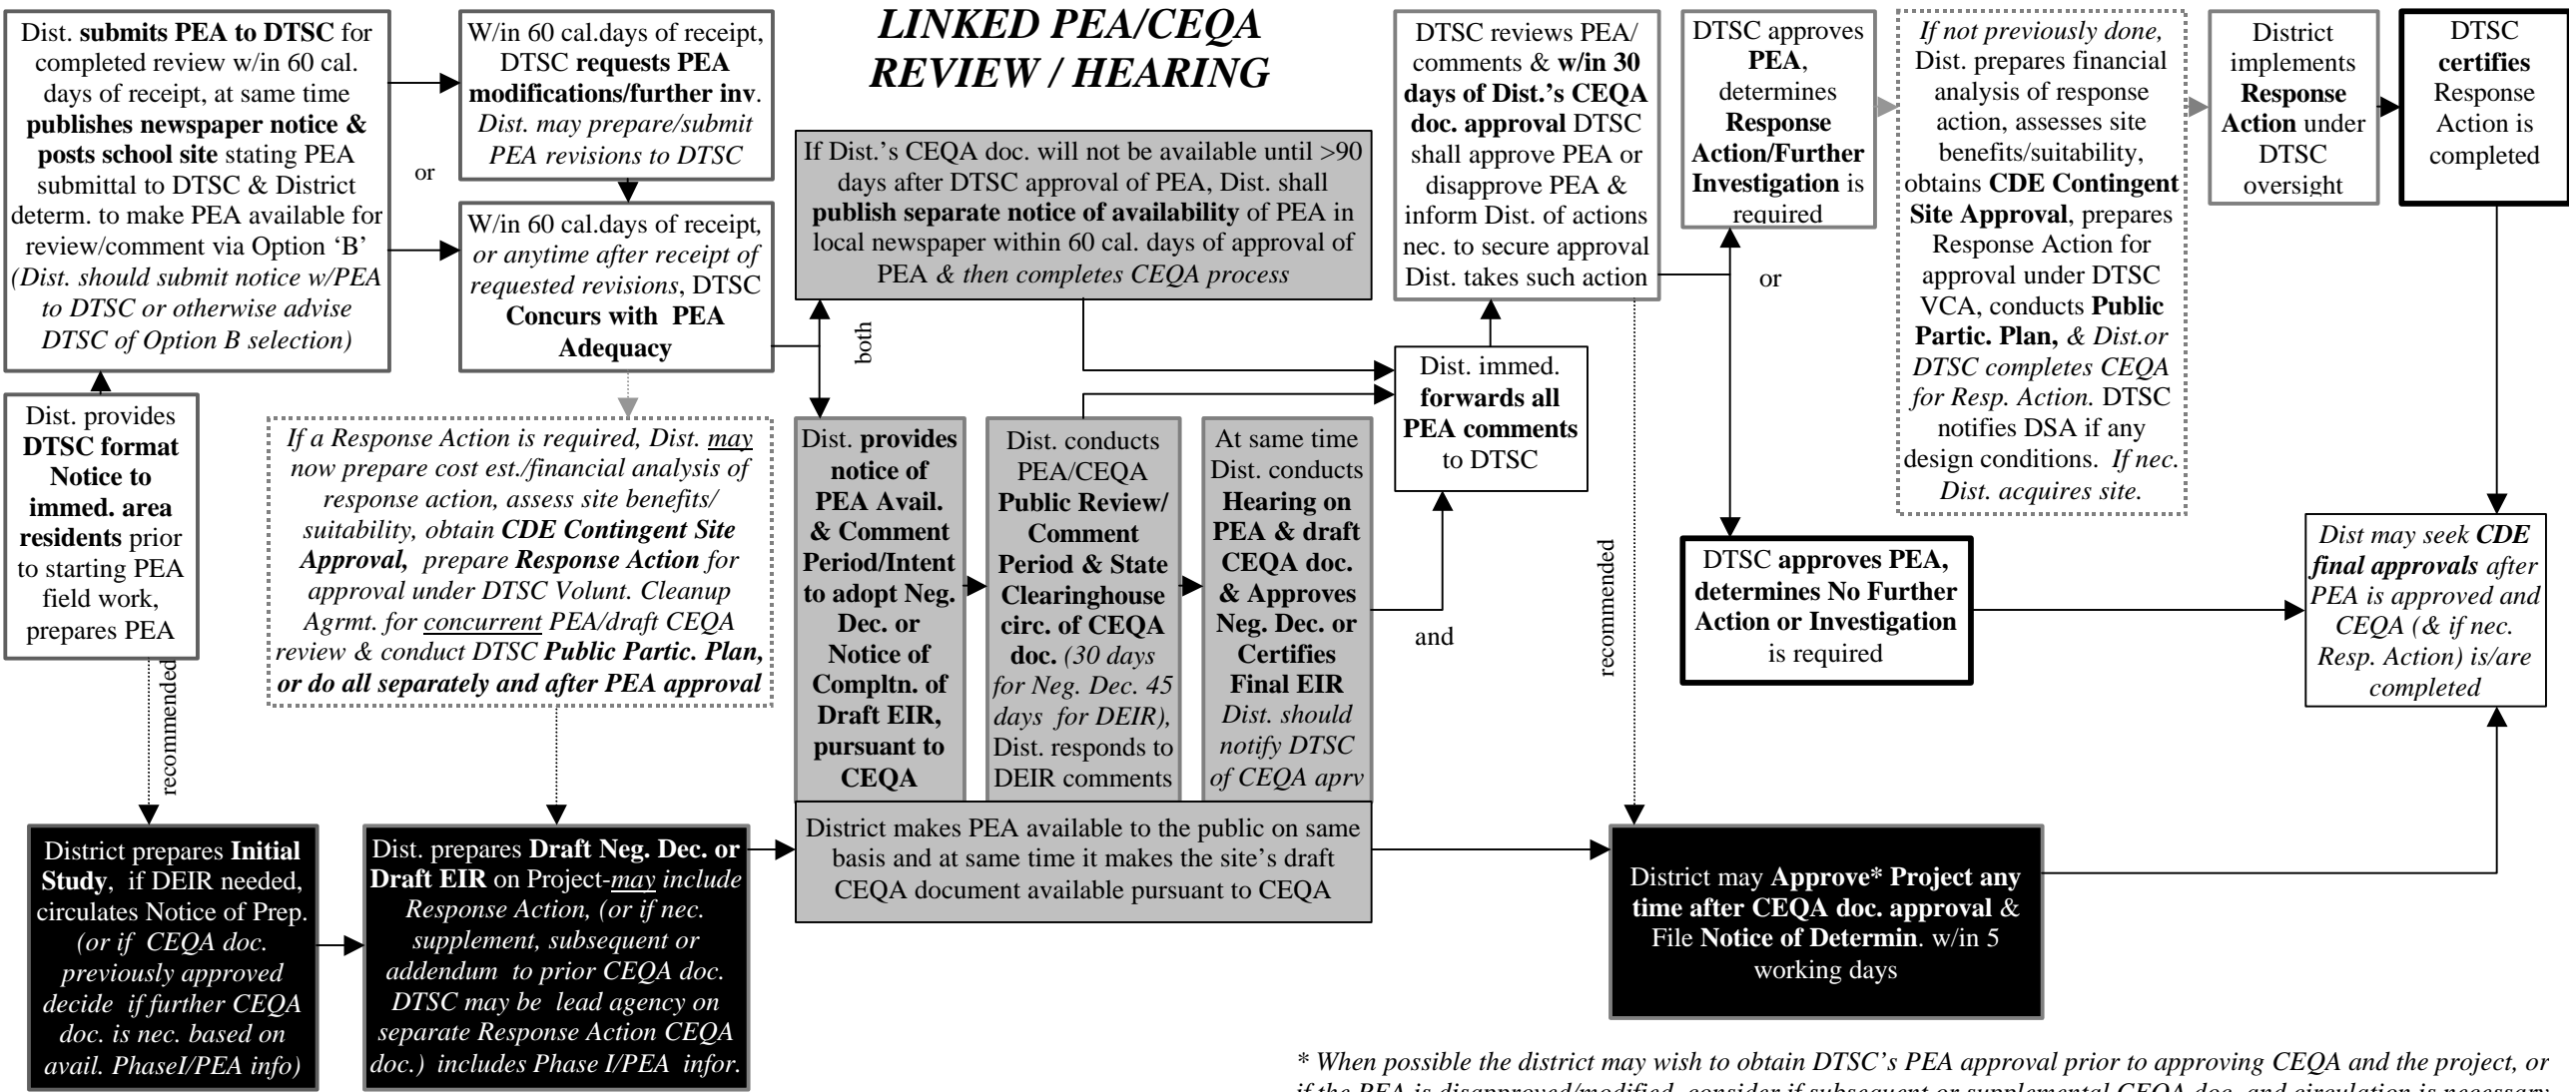 LINKED PEA/CEQA
REVIEW / HEARING
Dist. submits PEA to DTSC for
completed review w/in 60 cal.
days of receipt, at same time
publishes newspaper notice &
posts school site stating PEA
submittal to DTSC & District
determ. to make PEA available for
review/comment via Option ‘B’
(Dist. should submit notice w/PEA
to DTSC or otherwise advise
DTSC of Option B selection)
or
W/in 60 cal.days of receipt,
DTSC requests PEA
modifications/further inv.
Dist. may prepare/submit
PEA revisions to DTSC
W/in 60 cal.days of receipt,
or anytime after receipt of
requested revisions, DTSC
Concurs with PEA
Adequacy
both
If Dist.’s CEQA doc. will not be available until >90
days after DTSC approval of PEA, Dist. shall
publish separate notice of availability of PEA in
local newspaper within 60 cal. days of approval of
PEA & then completes CEQA process
DTSC reviews PEA/
comments & w/in 30
days of Dist.’s CEQA
doc. approval DTSC
shall approve PEA or
disapprove PEA &
inform Dist. of actions
nec. to secure approval
Dist. takes such action
DTSC approves
PEA,
determines
Response
Action/Further
Investigation is
required
or
If not previously done,
Dist. prepares financial
analysis of response
action, assesses site
benefits/suitability,
obtains CDE Contingent
Site Approval, prepares
Response Action for
approval under DTSC
VCA, conducts Public
Partic. Plan, & Dist.or
DTSC completes CEQA
for Resp. Action. DTSC
notifies DSA if any
design conditions. If nec.
Dist. acquires site.
District
implements
Response
Action under
DTSC
oversight
DTSC
certifies
Response
Action is
completed
Dist. provides
DTSC format
Notice to
immed. area
residents prior
to starting PEA
field work,
prepares PEA
recommended
If a Response Action is required, Dist. may
now prepare cost est./financial analysis of
response action, assess site benefits/
suitability, obtain CDE Contingent Site
Approval, prepare Response Action for
approval under DTSC Volunt. Cleanup
Agrmt. for concurrent PEA/draft CEQA
review & conduct DTSC Public Partic. Plan,
or do all separately and after PEA approval
Dist. provides
notice of
PEA Avail.
& Comment
Period/Intent
to adopt Neg.
Dec. or
Notice of
Compltn. of
Draft EIR,
pursuant to
CEQA
Dist. conducts
PEA/CEQA
Public Review/
Comment
Period & State
Clearinghouse
circ. of CEQA
doc. (30 days
for Neg. Dec. 45
days for DEIR),
Dist. responds to
DEIR comments
At same time
Dist. conducts
Hearing on
PEA & draft
CEQA doc.
& Approves
Neg. Dec. or
Certifies
Final EIR
Dist. should
notify DTSC
of CEQA aprv
Dist. immed.
forwards all
PEA comments
to DTSC
and
recommended
DTSC approves PEA,
determines No Further
Action or Investigation
is required
Dist may seek CDE
final approvals after
PEA is approved and
CEQA (& if nec.
Resp. Action) is/are
completed
District prepares Initial
Study, if DEIR needed,
circulates Notice of Prep.
(or if CEQA doc.
previously approved
decide if further CEQA
doc. is nec. based on
avail. PhaseI/PEA info)
Dist. prepares Draft Neg. Dec. or
Draft EIR on Project-may include
Response Action, (or if nec.
supplement, subsequent or
addendum to prior CEQA doc.
DTSC may be lead agency on
separate Response Action CEQA
doc.) includes Phase I/PEA infor.
District makes PEA available to the public on same
basis and at same time it makes the site’s draft
CEQA document available pursuant to CEQA
District may Approve* Project any
time after CEQA doc. approval &
File Notice of Determin. w/in 5
working days
* When possible the district may wish to obtain DTSC’s PEA approval prior to approving CEQA and the project, or
if the PEA is disapproved/modified, consider if subsequent or supplemental CEQA doc. and circulation is necessary